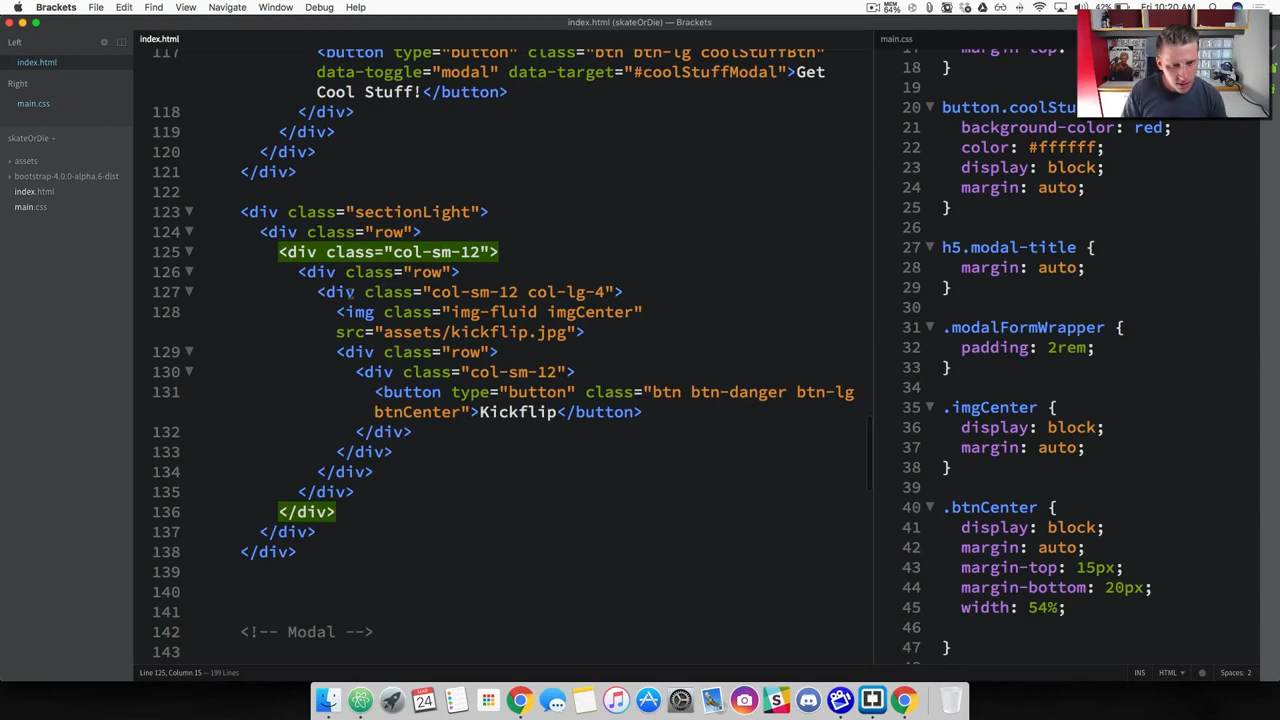 Brackets File Edit View Navigate Window Debug Help
MEM 64% 42% Fri 10:20 AM
index.html (skateOrDie) — Brackets
Left
index.html
Right
main.css
skateOrDie
assets
bootstrap-4.0.0-alpha.6-dist
index.html
main.css
index.html
117 <button type="button" class="btn btn-lg coolStuffBtn"
data-toggle="modal" data-target="#coolStuffModal">Get
Cool Stuff!</button>
118 </div>
119 </div>
120 </div>
121 </div>
122
123 <div class="sectionLight">
124 <div class="row">
125 <div class="col-sm-12">
126 <div class="row">
127 <div class="col-sm-12 col-lg-4">
128 <img class="img-fluid imgCenter"
src="assets/kickflip.jpg">
129 <div class="row">
130 <div class="col-sm-12">
131 <button type="button" class="btn btn-danger btn-lg
btnCenter">Kickflip</button>
132 </div>
133 </div>
134 </div>
135 </div>
136 </div>
137 </div>
138 </div>
139
140
141
142 <!-- Modal -->
143
main.css
18 }
19
20 button.coolStu
21 background-color: red;
22 color: #ffffff;
23 display: block;
24 margin: auto;
25 }
26
27 h5.modal-title {
28 margin: auto;
29 }
30
31 .modalFormWrapper {
32 padding: 2rem;
33 }
34
35 .imgCenter {
36 display: block;
37 margin: auto;
38 }
39
40 .btnCenter {
41 display: block;
42 margin: auto;
43 margin-top: 15px;
44 margin-bottom: 20px;
45 width: 54%;
46
47 }
Line 125, Column 15 — 199 Lines
INS HTML Spaces: 2